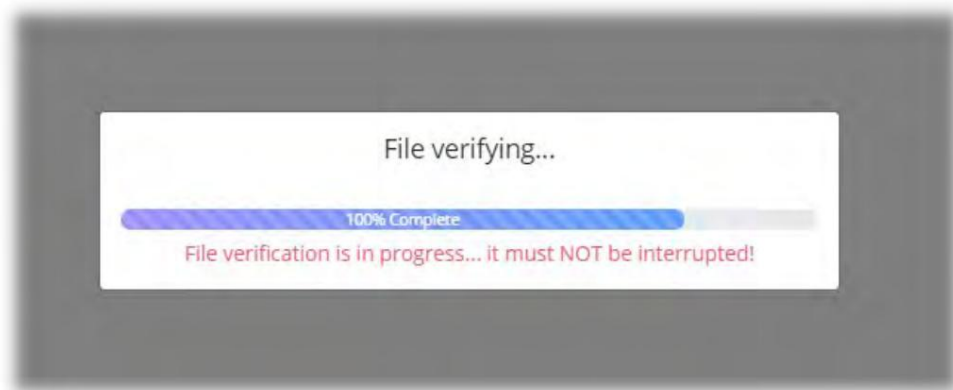 File verifying...
100% Complete
File verification is in progress... it must NOT be interrupted!